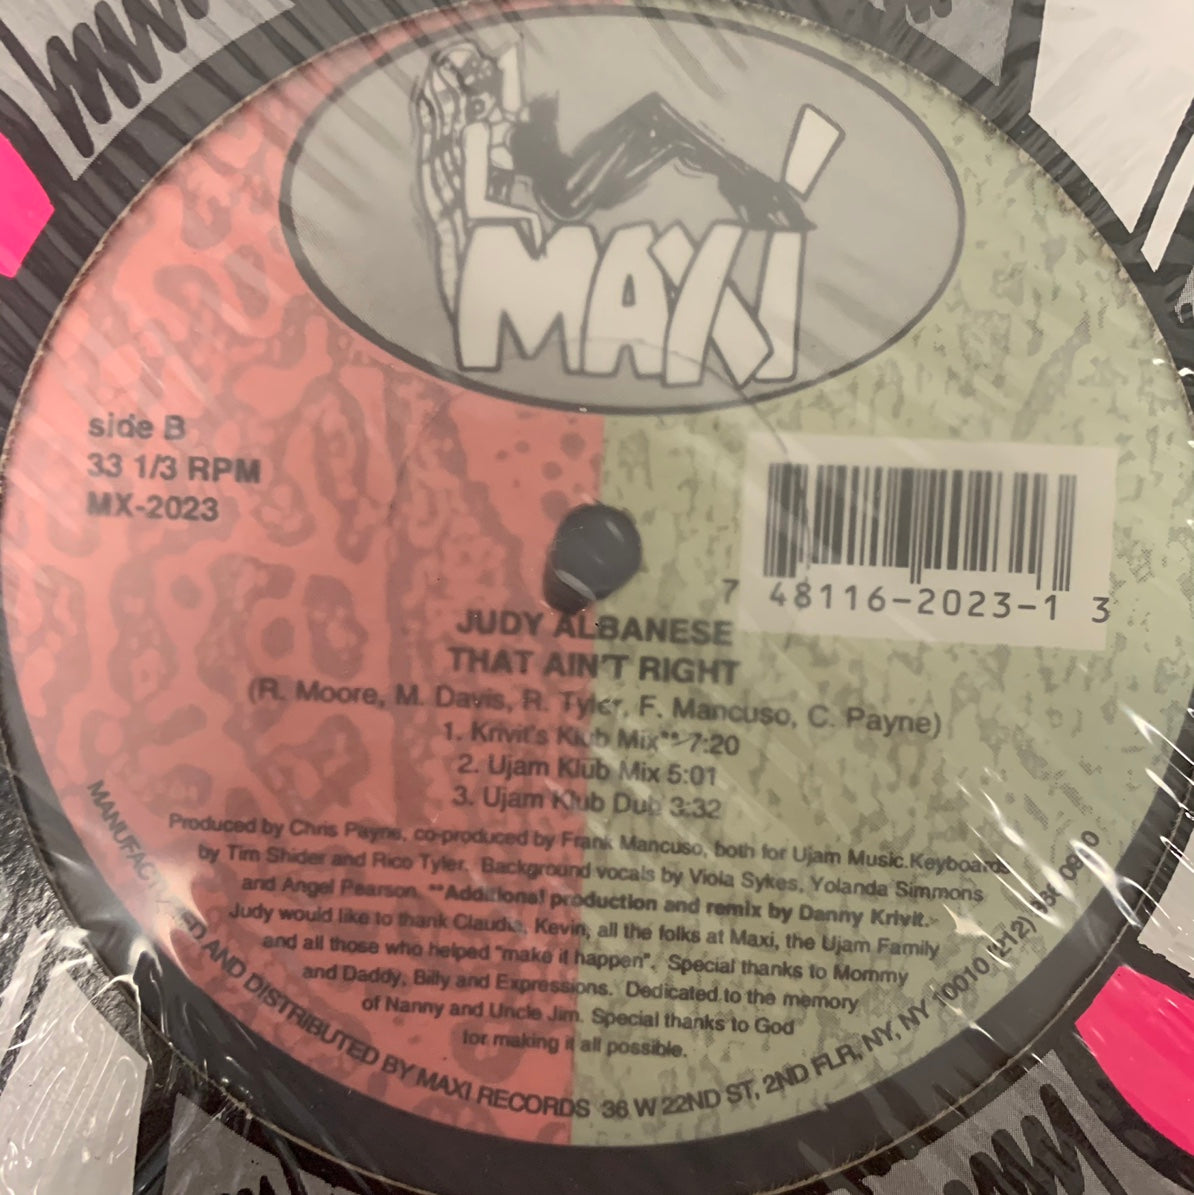 MAXI
side B
33 1/3 RPM
MX-2023
7 48116-2023-1 3
JUDY ALBANESE
THAT AIN'T RIGHT
(R. Moore, M. Davis, R. Tyler, F. Mancuso, C. Payne)
1. Krivit's Klub Mix** 7:20
2. Ujam Klub Mix 5:01
3. Ujam Klub Dub 3:32
Produced by Chris Payne, co-produced by Frank Mancuso, both for Ujam Music.Keyboards
by Tim Shider and Rico Tyler. Background vocals by Viola Sykes, Yolanda Simmons
and Angel Pearson. **Additional production and remix by Danny Krivit.
Judy would like to thank Claudia, Kevin, all the folks at Maxi, the Ujam Family
and all those who helped "make it happen". Special thanks to Mommy
and Daddy, Billy and Expressions. Dedicated to the memory
of Nanny and Uncle Jim. Special thanks to God
for making it all possible.
MANUFACTURED AND DISTRIBUTED BY MAXI RECORDS 36 W 22ND ST, 2ND FLR, NY, NY 10010 (212)